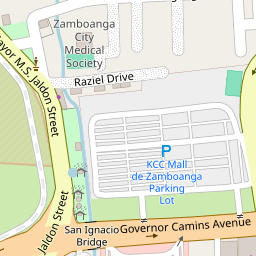 Zamboanga
City
Medical
Society
Mayor M.S. Jaldon Street
Raziel Drive
P
KCC Mall
de Zamboanga
Parking
Lot
Jaldon Street
San Ignacio
Bridge
Governor Camins Avenue